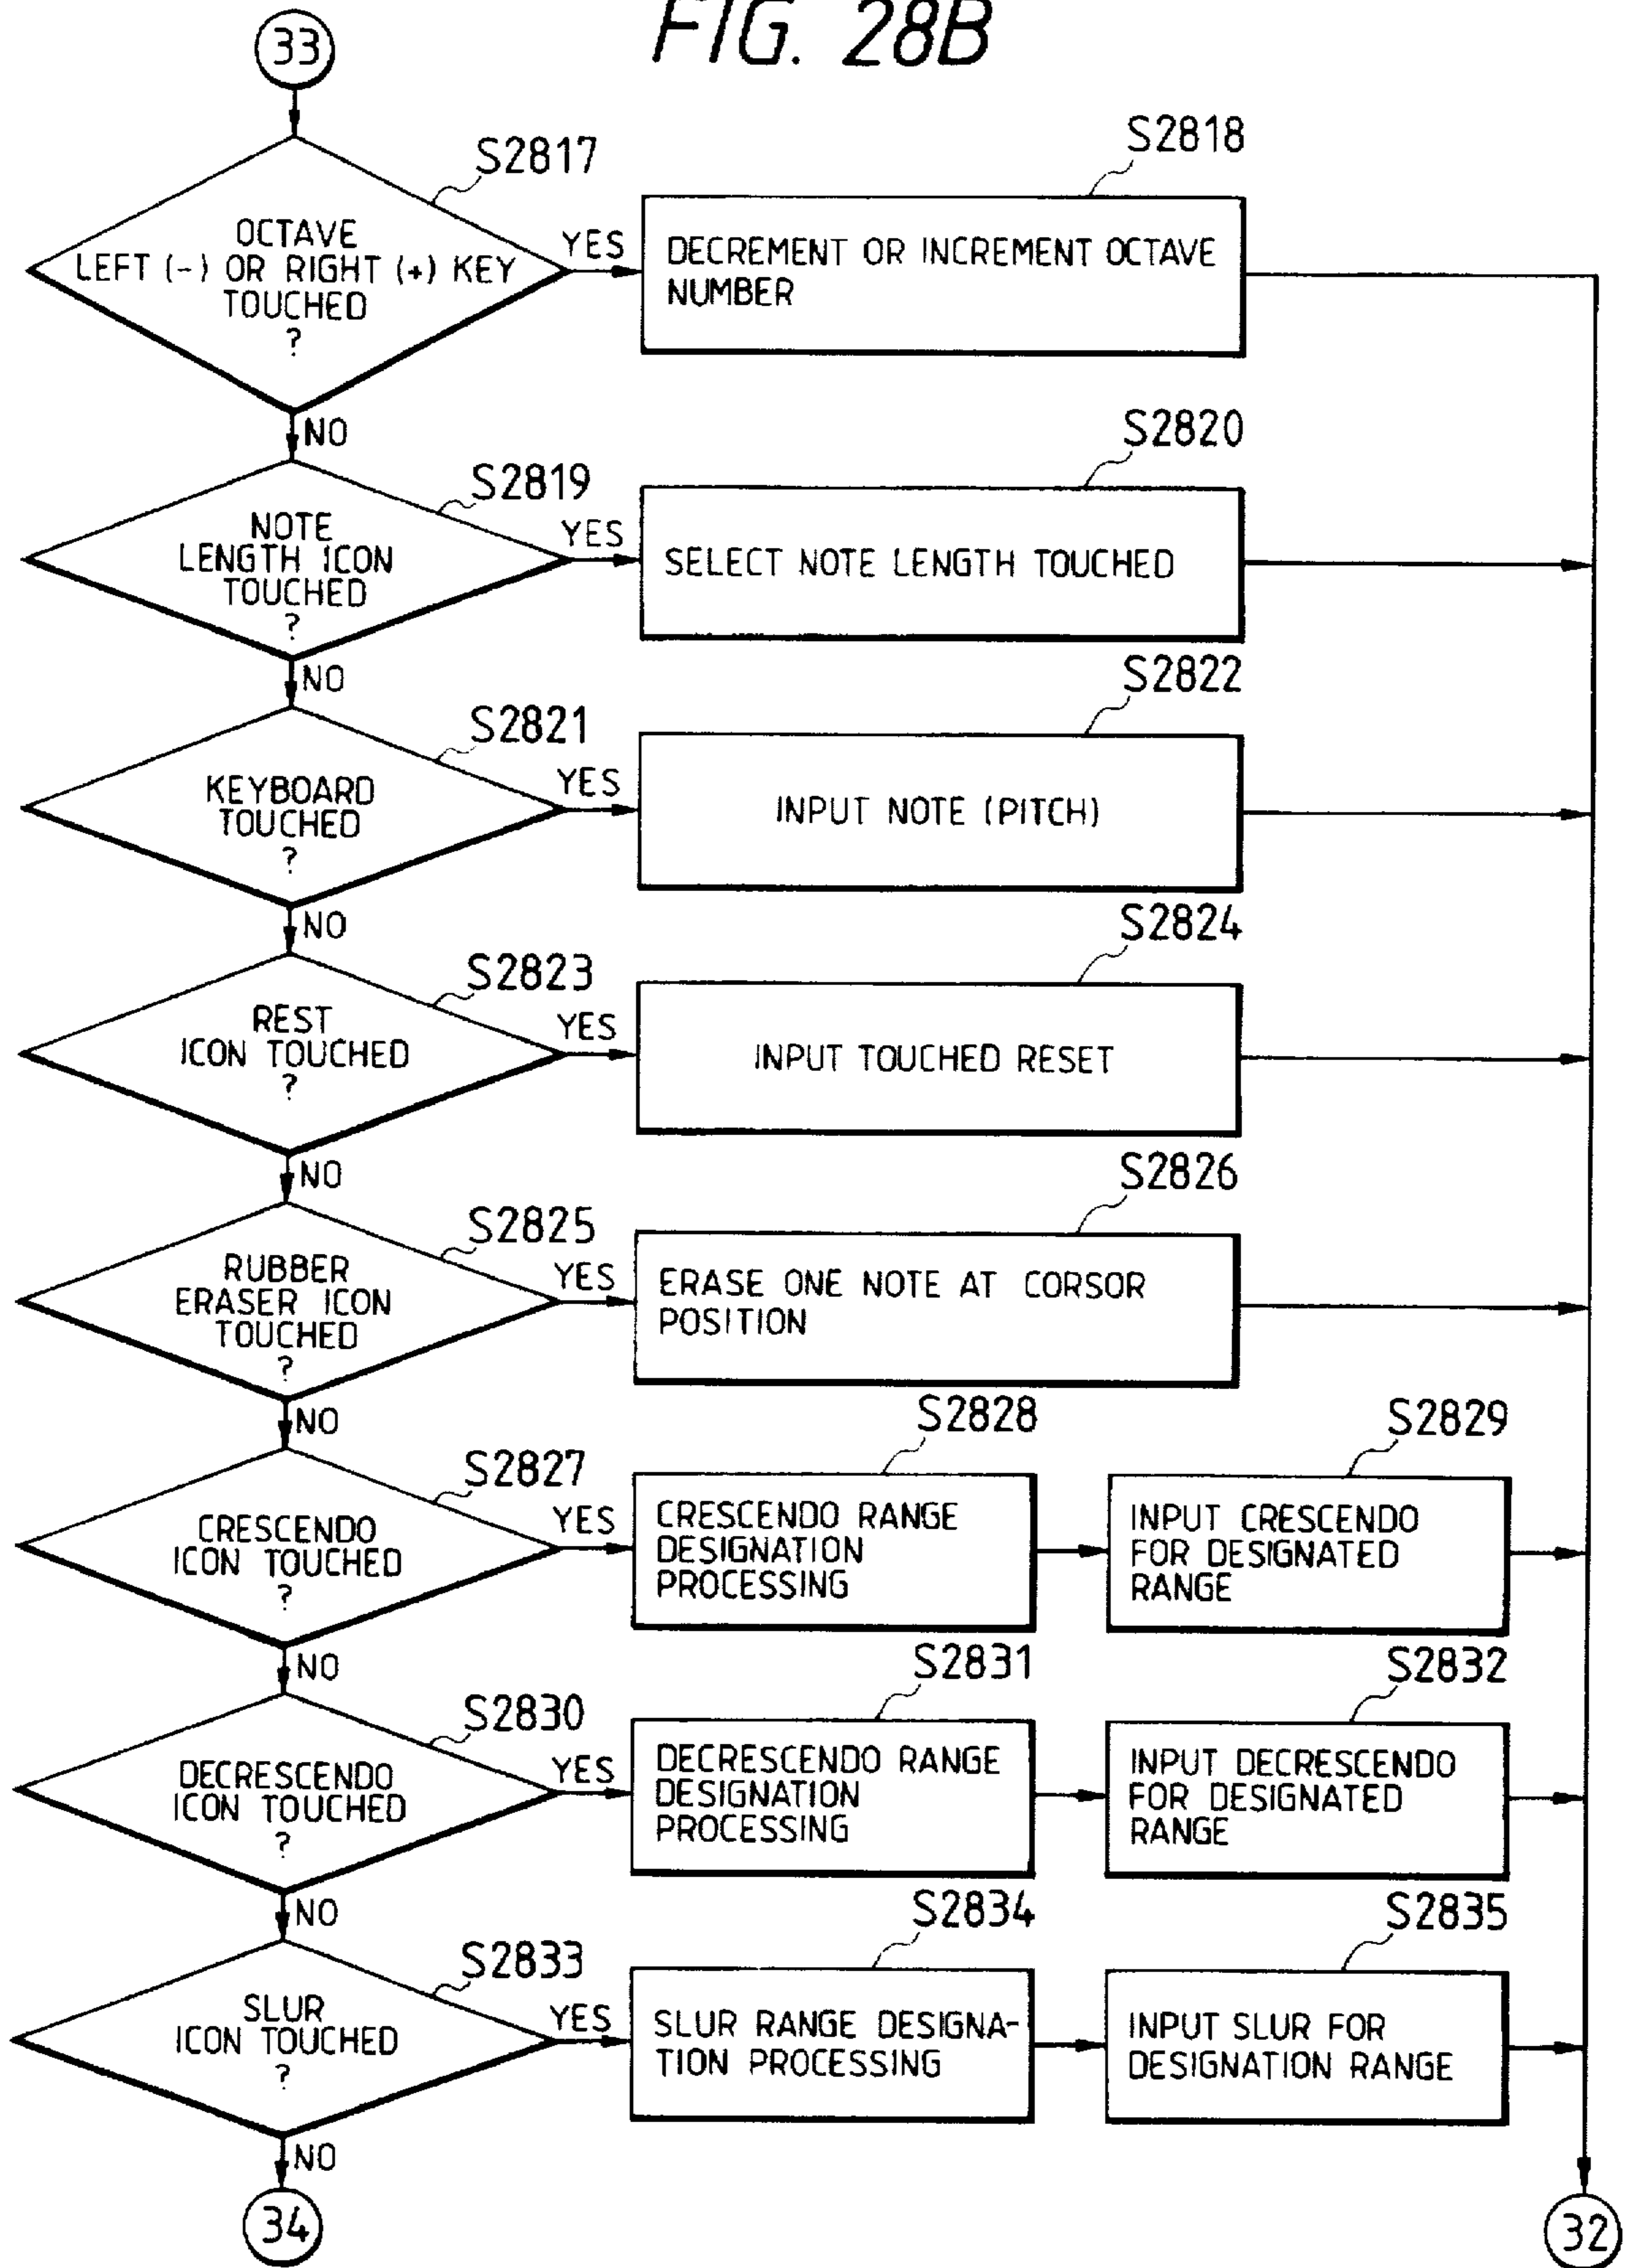 FIG. 28B
33
S2817
OCTAVE
LEFT (-) OR RIGHT (+) KEY
TOUCHED
?
YES
S2818
DECREMENT OR INCREMENT OCTAVE
NUMBER
NO
S2819
NOTE
LENGTH ICON
TOUCHED
?
YES
S2820
SELECT NOTE LENGTH TOUCHED
NO
S2821
KEYBOARD
TOUCHED
?
YES
S2822
INPUT NOTE (PITCH)
NO
S2823
REST
ICON TOUCHED
?
YES
S2824
INPUT TOUCHED RESET
NO
S2825
RUBBER
ERASER ICON
TOUCHED
?
YES
S2826
ERASE ONE NOTE AT CORSOR
POSITION
NO
S2827
CRESCENDO
ICON TOUCHED
?
YES
S2828
CRESCENDO RANGE
DESIGNATION
PROCESSING
S2829
INPUT CRESCENDO
FOR DESIGNATED
RANGE
NO
S2830
DECRESCENDO
ICON TOUCHED
?
YES
S2831
DECRESCENDO RANGE
DESIGNATION
PROCESSING
S2832
INPUT DECRESCENDO
FOR DESIGNATED
RANGE
NO
S2833
SLUR
ICON TOUCHED
?
YES
S2834
SLUR RANGE DESIGNA-
TION PROCESSING
S2835
INPUT SLUR FOR
DESIGNATION RANGE
NO
34
32